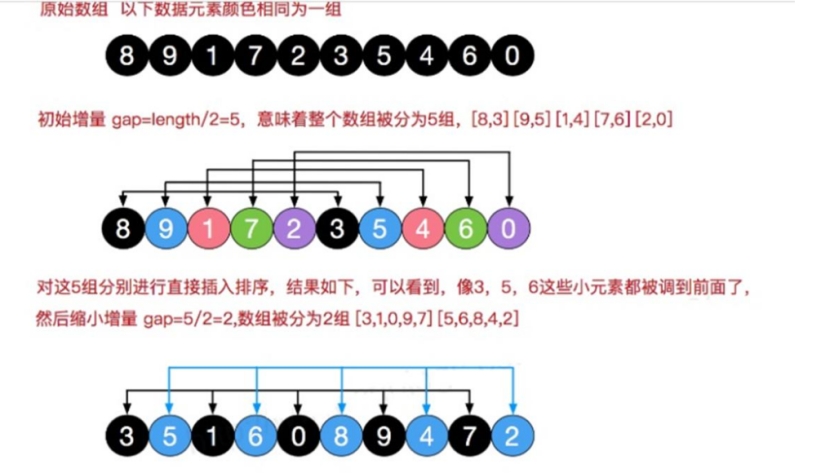 原始数组 以下数据元素颜色相同为一组
8 9 1 7 2 3 5 4 6 0
初始增量 gap=length/2=5，意味着整个数组被分为5组，[8,3] [9,5] [1,4] [7,6] [2,0]
8 9 1 7 2 3 5 4 6 0
对这5组分别进行直接插入排序，结果如下，可以看到，像3，5，6这些小元素都被调到前面了，
然后缩小增量 gap=5/2=2,数组被分为2组 [3,1,0,9,7] [5,6,8,4,2]
3 5 1 6 0 8 9 4 7 2